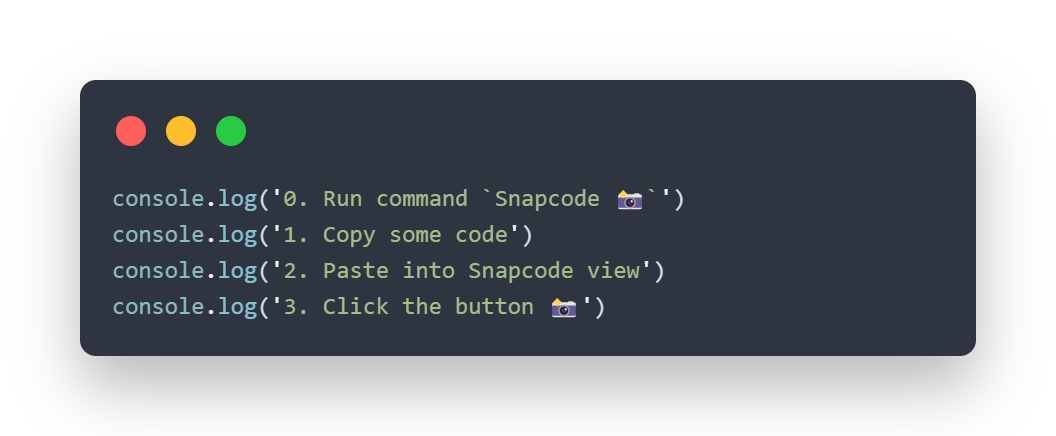 console.log('0. Run command `Snapcode 📸`')
console.log('1. Copy some code')
console.log('2. Paste into Snapcode view')
console.log('3. Click the button 📸')